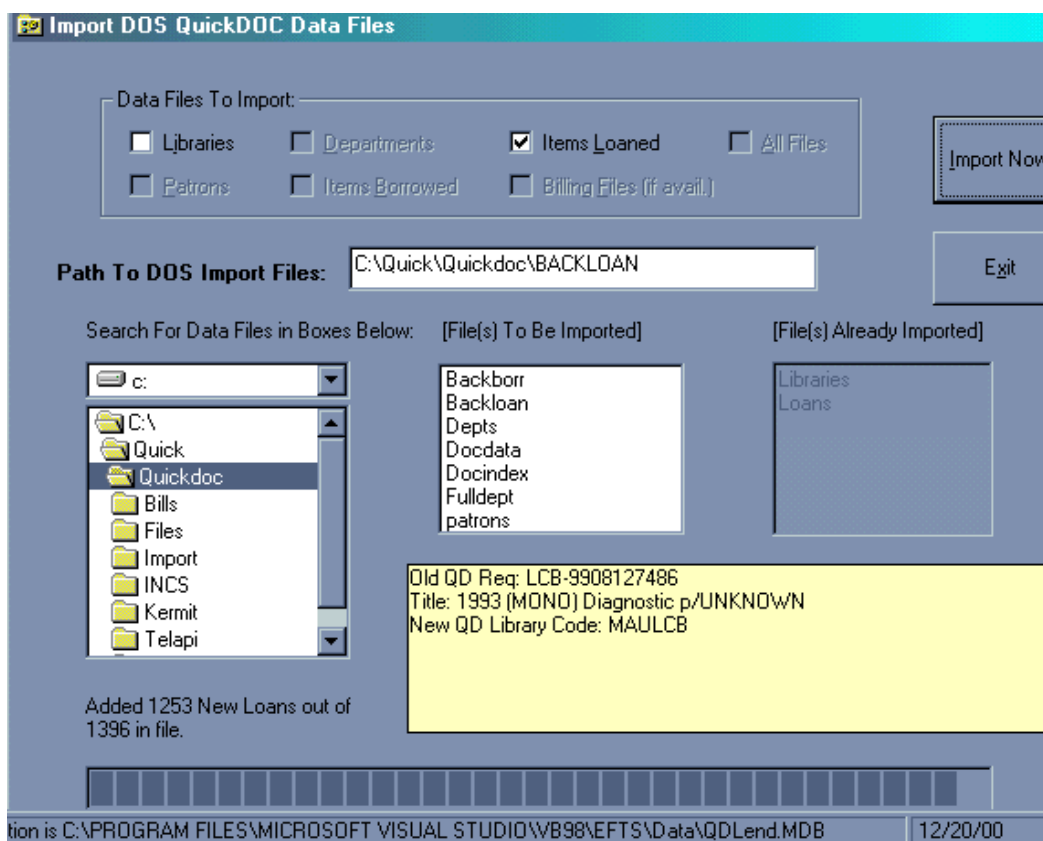 Import DOS QuickDOC Data Files
Data Files To Import:
Libraries Departments Items Loaned All Files
Patrons Items Borrowed Billing Files (if avail.)
Import Now
Path To DOS Import Files: C:\Quick\Quickdoc\BACKLOAN
Exit
Search For Data Files in Boxes Below: [File(s) To Be Imported] [File(s) Already Imported]
c:
C:\
Quick
Quickdoc
Bills
Files
Import
INCS
Kermit
Telapi
Backborr
Backloan
Depts
Docdata
Docindex
Fulldept
patrons
Libraries
Loans
Old QD Req: LCB-9908127486
Title: 1993 (MONO) Diagnostic p/UNKNOWN
New QD Library Code: MAULCB
Added 1253 New Loans out of
1396 in file.
tion is C:\PROGRAM FILES\MICROSOFT VISUAL STUDIO\VB98\EFTS\Data\QDLend.MDB 12/20/00